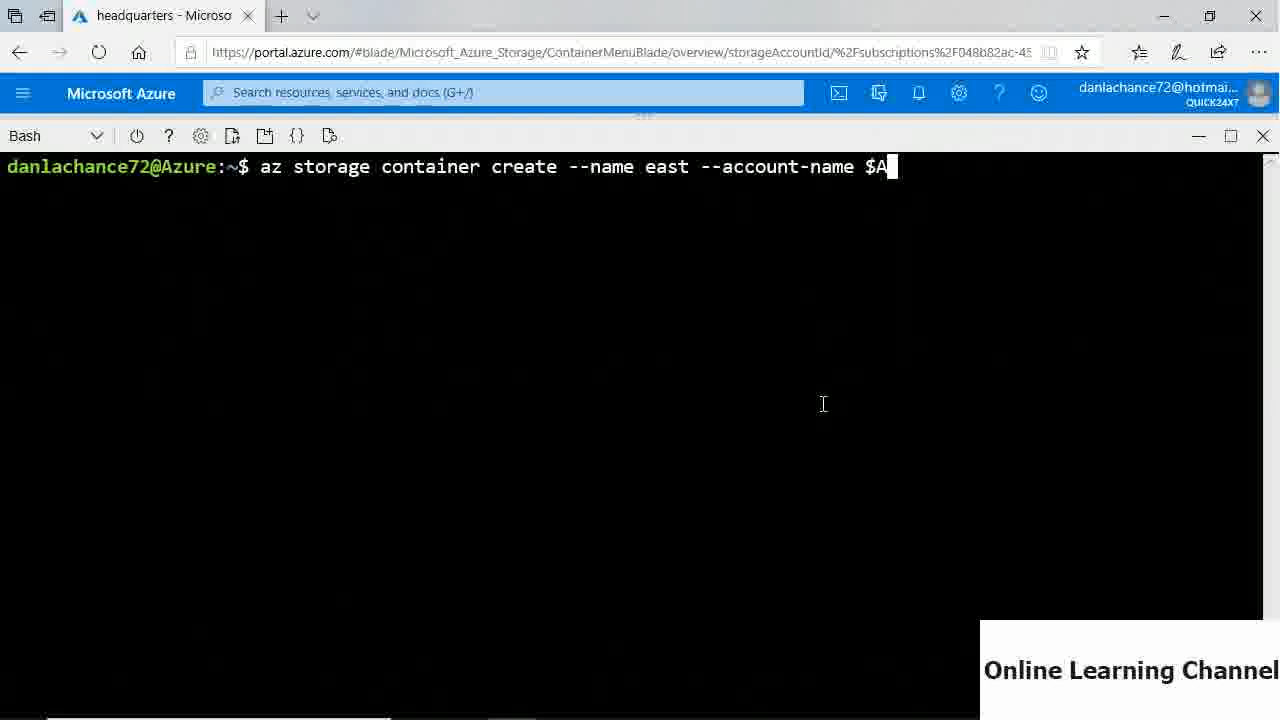 headquarters - Microso
https://portal.azure.com/#blade/Microsoft_Azure_Storage/ContainerMenuBlade/overview/storageAccountId/%2Fsubscriptions%2F048b82ac-45
Microsoft Azure
Search resources, services, and docs (G+/)
danlachance72@hotmai...
QUICK24X7
Bash
danlachance72@Azure:~$ az storage container create --name east --account-name $A
Online Learning Channel